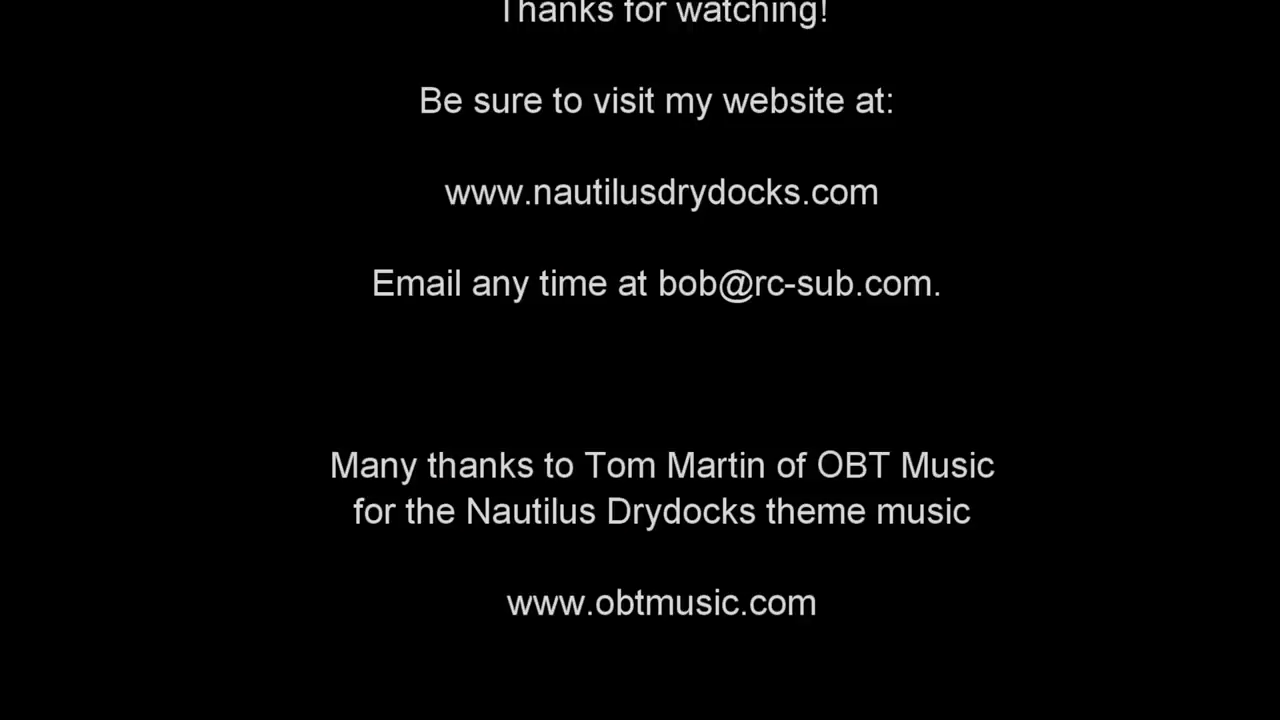 Thanks for watching!
Be sure to visit my website at:
www.nautilusdrydocks.com
Email any time at bob@rc-sub.com.
Many thanks to Tom Martin of OBT Music
for the Nautilus Drydocks theme music
www.obtmusic.com